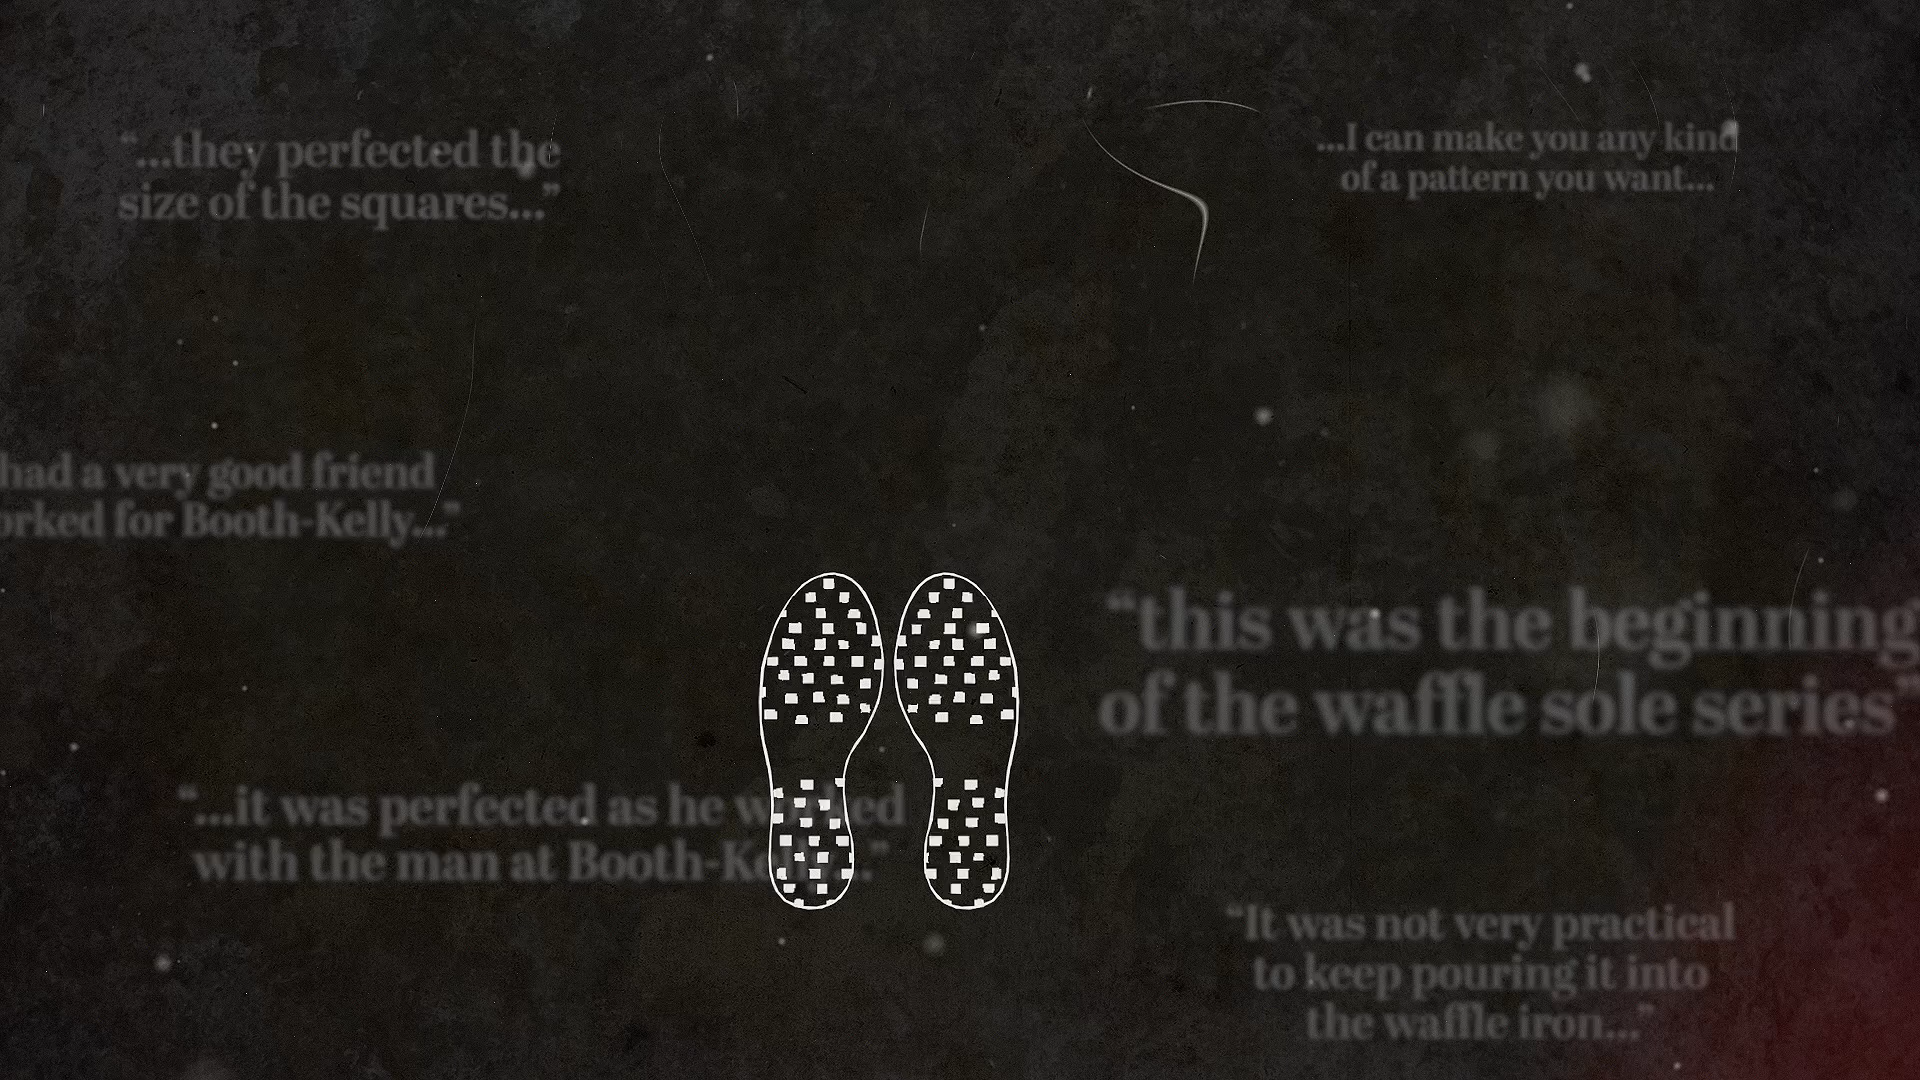 “...they perfected the
size of the squares...”
...I can make you any kind
of a pattern you want...
had a very good friend
orked for Booth-Kelly...”
“this was the beginning
of the waffle sole series”
“...it was perfected as he
with the man at Booth-Ke
“It was not very practical
to keep pouring it into
the waffle iron...”